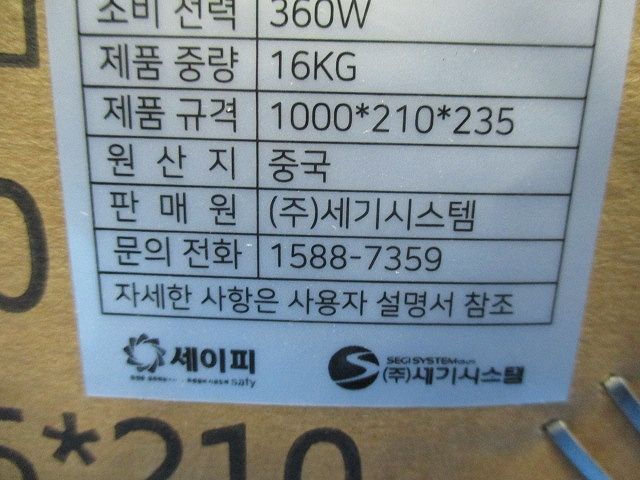 소비 전력 360W
제품 중량 16KG
제품 규격 1000*210*235
원 산 지 중국
판 매 원 (주)세기시스템
문의 전화 1588-7359
자세한 사항은 사용자 설명서 참조
세이피
safy
SEGI SYSTEM
(주)세기시스템
5*210
0